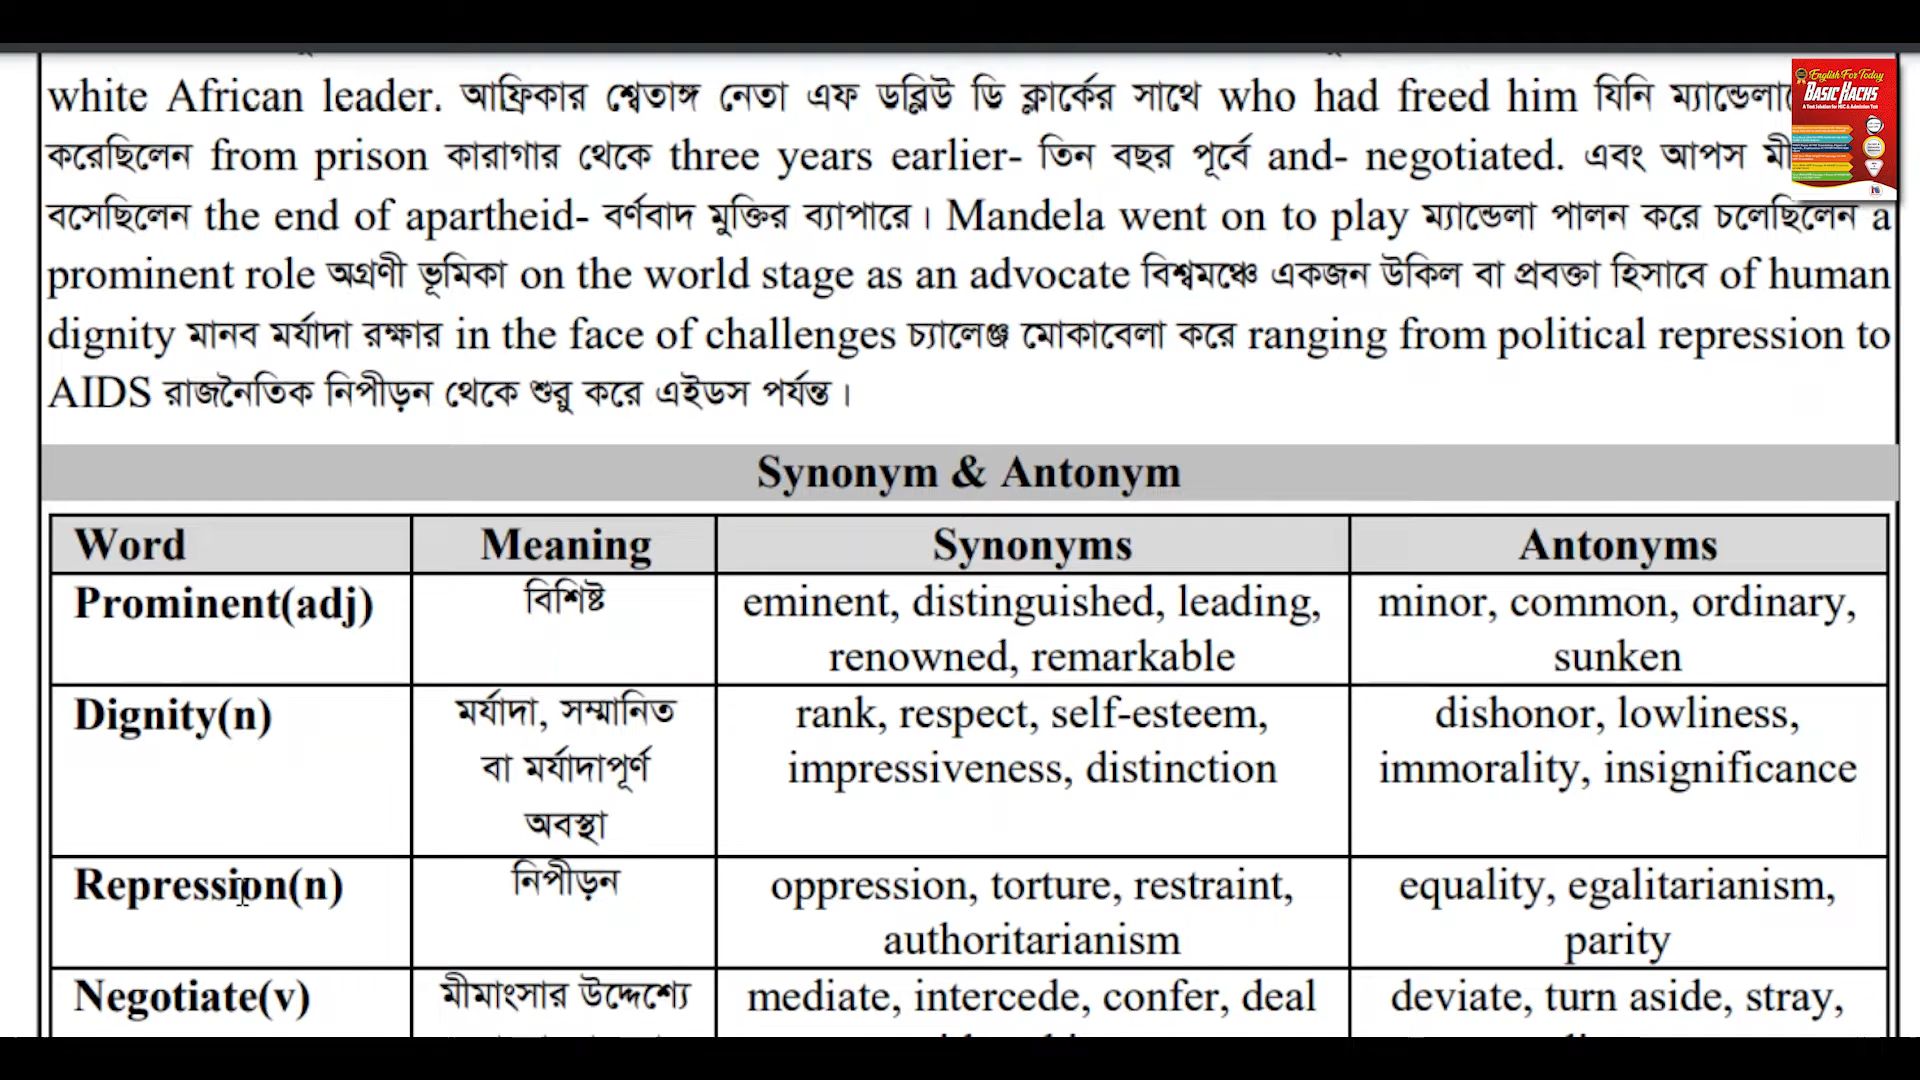 white African leader. আফ্রিকার শ্বেতাঙ্গ নেতা এফ ডব্লিউ ডি ক্লার্কের সাথে who had freed him যিনি
করেছিলেন from prison কারাগার থেকে three years earlier- তিন বছর পূর্বে and- negotiated. এবং আপস
বসেছিলেন the end of apartheid- বর্ণবাদ মুক্তির ব্যাপারে। Mandela went on to play ম্যান্ডেলা পালন করে চলেছিলেন a
prominent role অগ্রণী ভূমিকা on the world stage as an advocate বিশ্বমঞ্চে একজন উকিল বা প্রবক্তা হিসাবে of human
dignity মানব মর্যাদা রক্ষার in the face of challenges চ্যালেঞ্জ মোকাবেলা করে ranging from political repression to
AIDS রাজনৈতিক নিপীড়ন থেকে শুরু করে এইডস পর্যন্ত।
English For Today
BASIC HACKS
Synonym & Antonym
Word Meaning Synonyms Antonyms
Prominent(adj) বিশিষ্ট eminent, distinguished, leading, minor, common, ordinary,
renowned, remarkable sunken
Dignity(n) মর্যাদা, সম্মানিত rank, respect, self-esteem, dishonor, lowliness,
বা মর্যাদাপূর্ণ impressiveness, distinction immorality, insignificance
অবস্থা
Repression(n) নিপীড়ন oppression, torture, restraint, equality, egalitarianism,
authoritarianism parity
Negotiate(v) মীমাংসার উদ্দেশ্যে mediate, intercede, confer, deal deviate, turn aside, stray,